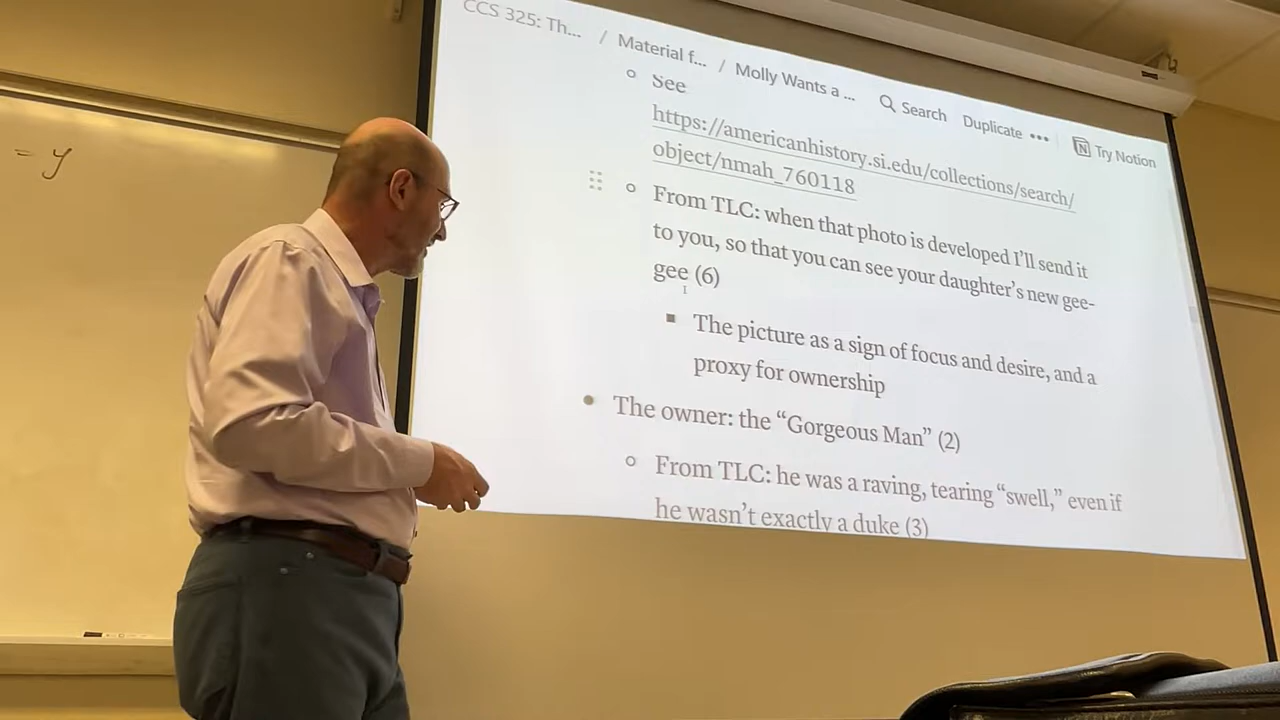 CCS 325: Th... / Material f... / Molly Wants a ... Search Duplicate ••• Try Notion
See
https://americanhistory.si.edu/collections/search/
object/nmah_760118
From TLC: when that photo is developed I'll send it
to you, so that you can see your daughter's new gee-
gee (6)
The picture as a sign of focus and desire, and a
proxy for ownership
The owner: the “Gorgeous Man” (2)
From TLC: he was a raving, tearing “swell,” even if
he wasn't exactly a duke (3)
= y